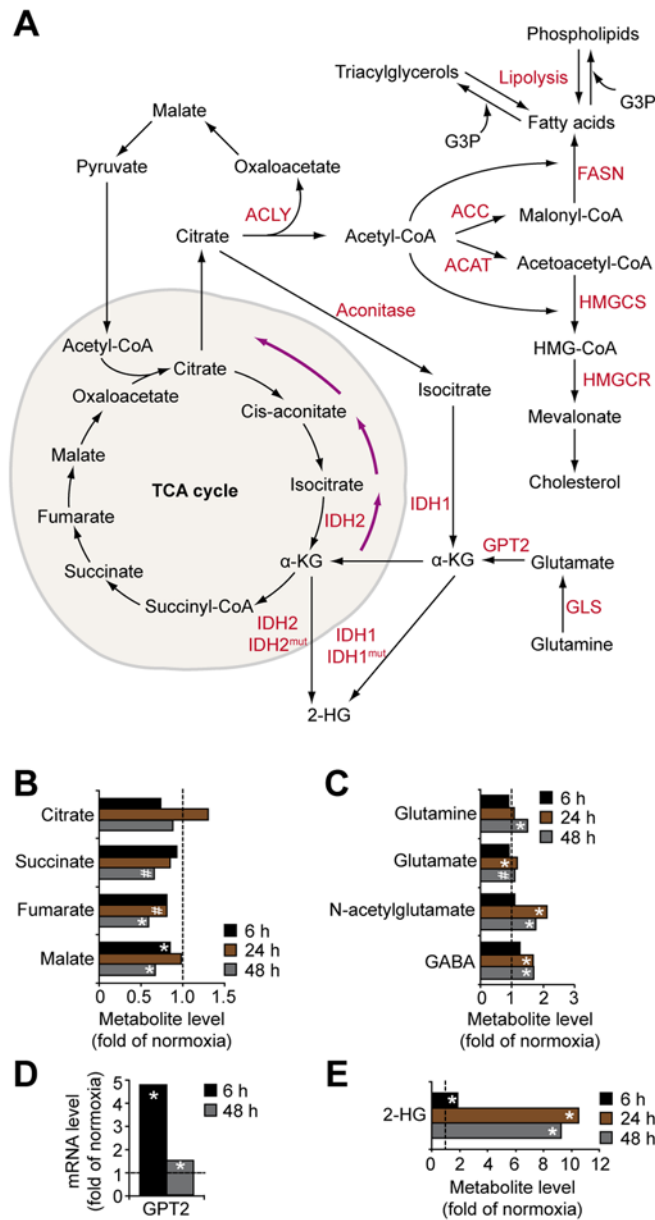 A
Phospholipids
Triacylglycerols
Lipolysis
G3P
G3P
Fatty acids
Malate
Pyruvate
Oxaloacetate
FASN
ACLY
ACC
Malonyl-CoA
Citrate
Acetyl-CoA
ACAT
Acetoacetyl-CoA
Aconitase
HMGCS
Acetyl-CoA
Citrate
HMG-CoA
Oxaloacetate
Isocitrate
HMGCR
Cis-aconitate
Mevalonate
Malate
TCA cycle
Isocitrate
Cholesterol
Fumarate
IDH2
IDH1
GPT2
α-KG
α-KG
Glutamate
Succinate
Succinyl-CoA
GLS
IDH2
IDH2mut
IDH1
IDH1mut
Glutamine
2-HG
B
Citrate
Succinate
#
Fumarate
#
*
Malate
*
*
6 h
24 h
48 h
0 0.5 1.0 1.5
Metabolite level
(fold of normoxia)
C
6 h
24 h
48 h
Glutamine
*
Glutamate
*
#
N-acetylglutamate
*
*
GABA
*
*
0 1 2 3
Metabolite level
(fold of normoxia)
D
mRNA level
(fold of normoxia)
5
4
3
2
1
0
*
*
6 h
48 h
GPT2
E
6 h
24 h
48 h
2-HG
*
*
*
0 2 4 6 8 10 12
Metabolite level
(fold of normoxia)